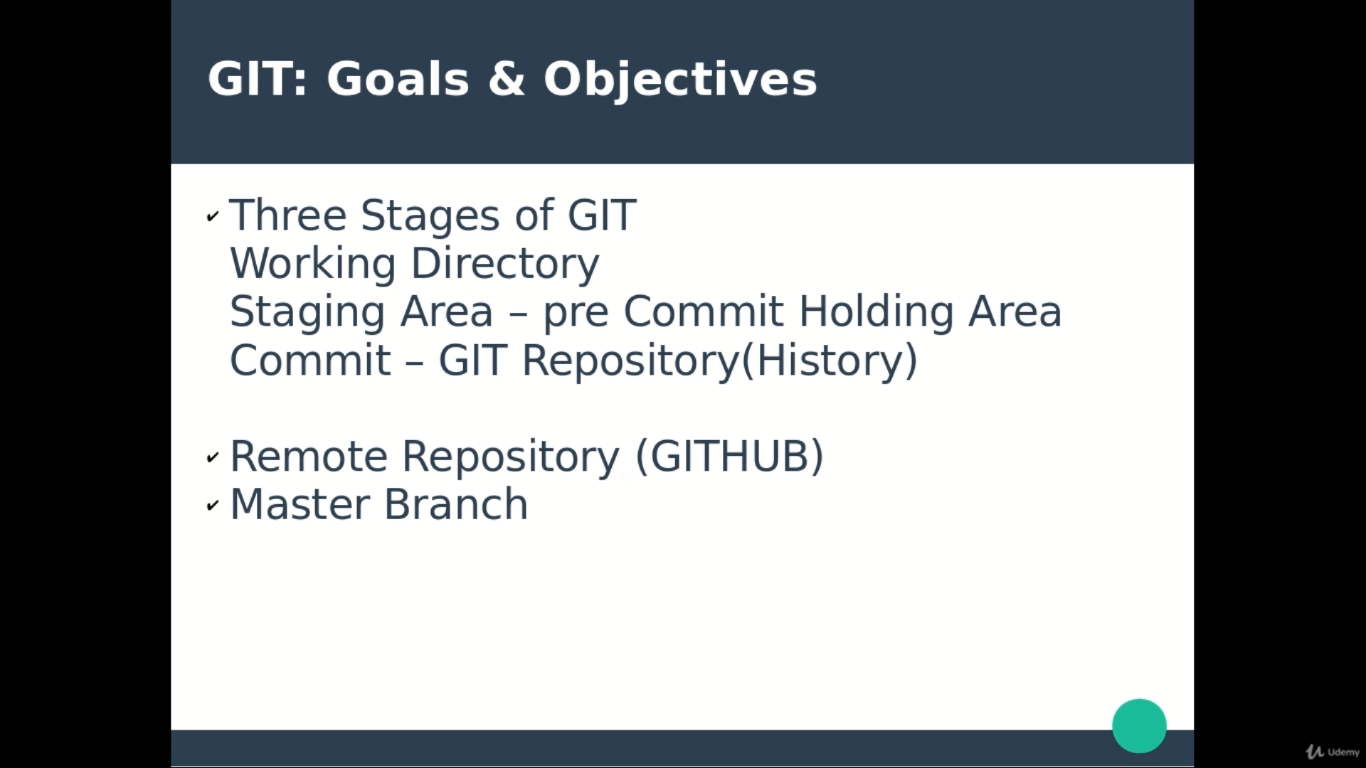 GIT: Goals & Objectives
✔ Three Stages of GIT
Working Directory
Staging Area – pre Commit Holding Area
Commit – GIT Repository(History)
✔ Remote Repository (GITHUB)
✔ Master Branch
Udemy